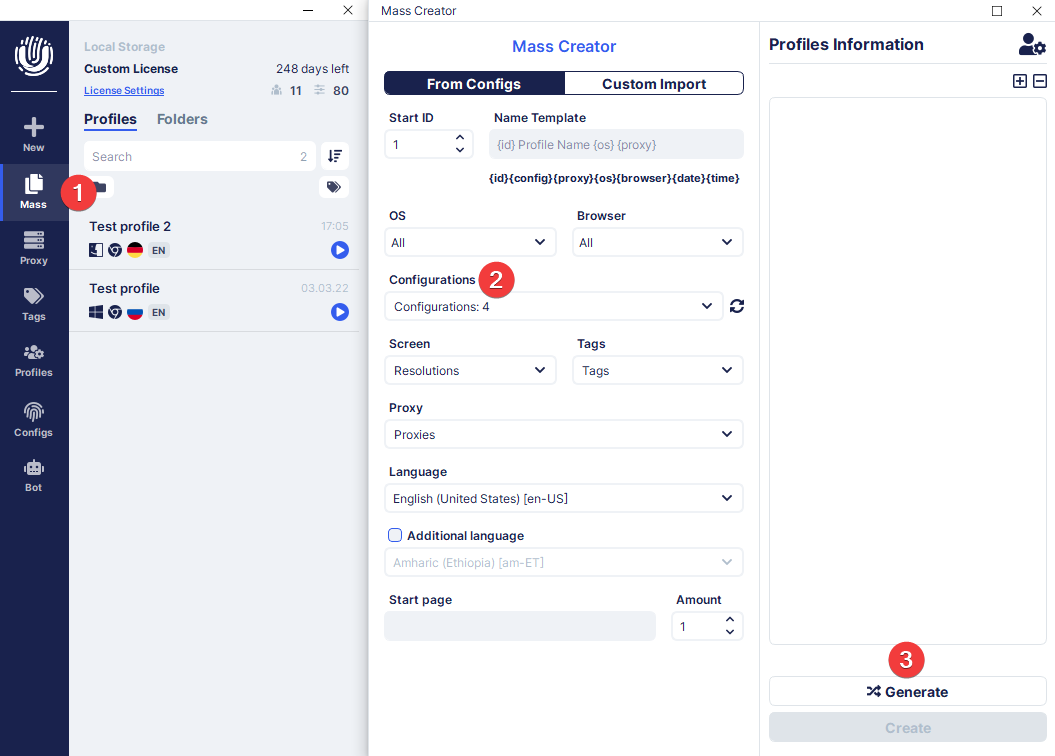 Mass Creator
Local Storage
Custom License
248 days left
License Settings
11
80
Profiles
Folders
Search
2
New
Mass
Proxy
Tags
Profiles
Configs
Bot
1
Test profile 2
17:05
EN
Test profile
03.03.22
EN
Mass Creator
From Configs
Custom Import
Start ID
Name Template
1
{id} Profile Name {os} {proxy}
{id}{config}{proxy}{os}{browser}{date}{time}
OS
Browser
All
All
Configurations
2
Configurations: 4
Screen
Tags
Resolutions
Tags
Proxy
Proxies
Language
English (United States) [en-US]
Additional language
Amharic (Ethiopia) [am-ET]
Start page
Amount
1
Profiles Information
3
Generate
Create